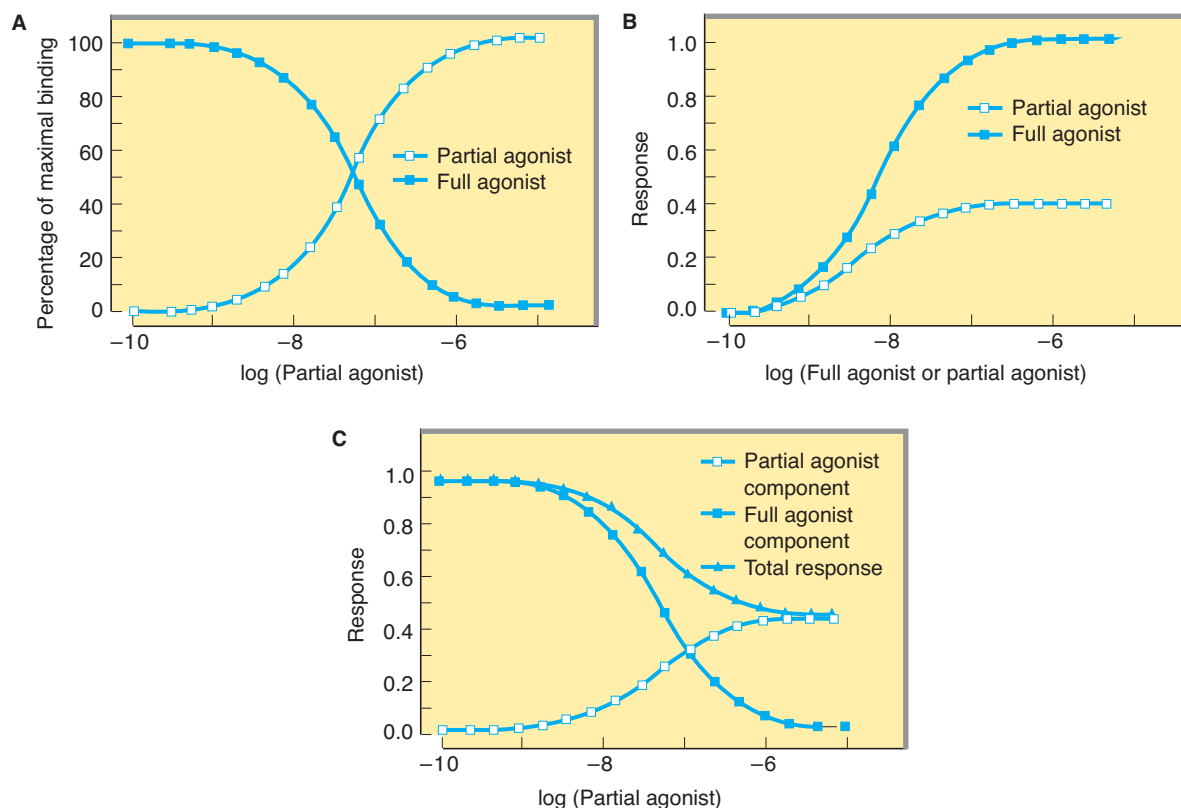 A
Percentage of maximal binding
100
80
60
40
20
0
Partial agonist
Full agonist
–10
–8
–6
log (Partial agonist)
B
Response
1.0
0.8
0.6
0.4
0.2
0.0
Partial agonist
Full agonist
–10
–8
–6
log (Full agonist or partial agonist)
C
Response
1.0
0.8
0.6
0.4
0.2
0.0
Partial agonist
component
Full agonist
component
Total response
–10
–8
–6
log (Partial agonist)